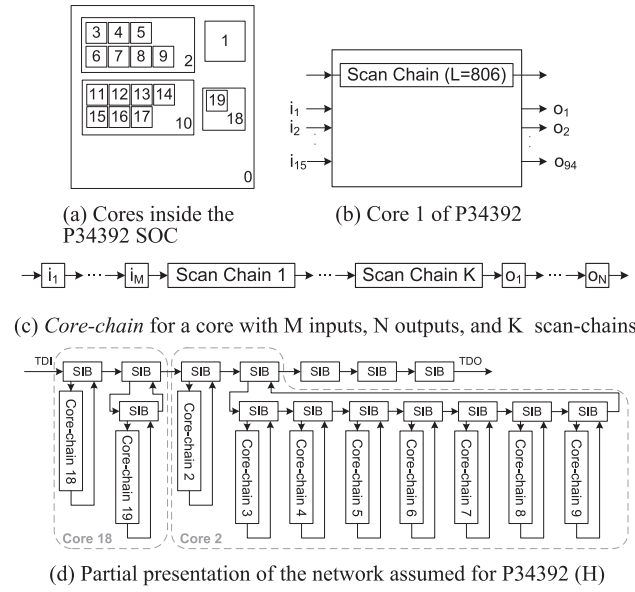 3 4 5
6 7 8 9
2
1
11 12 13 14
15 16 17
10
19
18
0
(a) Cores inside the
P34392 SOC
Scan Chain (L=806)
i1
i2
i15
o1
o2
o94
(b) Core 1 of P34392
i1 ··· iM Scan Chain 1 ··· Scan Chain K o1 ··· oN
(c) Core-chain for a core with M inputs, N outputs, and K scan-chains
TDI SIB SIB SIB SIB SIB SIB SIB TDO
SIB SIB SIB SIB SIB SIB SIB SIB
Core-chain 18
Core-chain 19
Core-chain 2
Core-chain 3
Core-chain 4
Core-chain 5
Core-chain 6
Core-chain 7
Core-chain 8
Core-chain 9
Core 18
Core 2
(d) Partial presentation of the network assumed for P34392 (H)